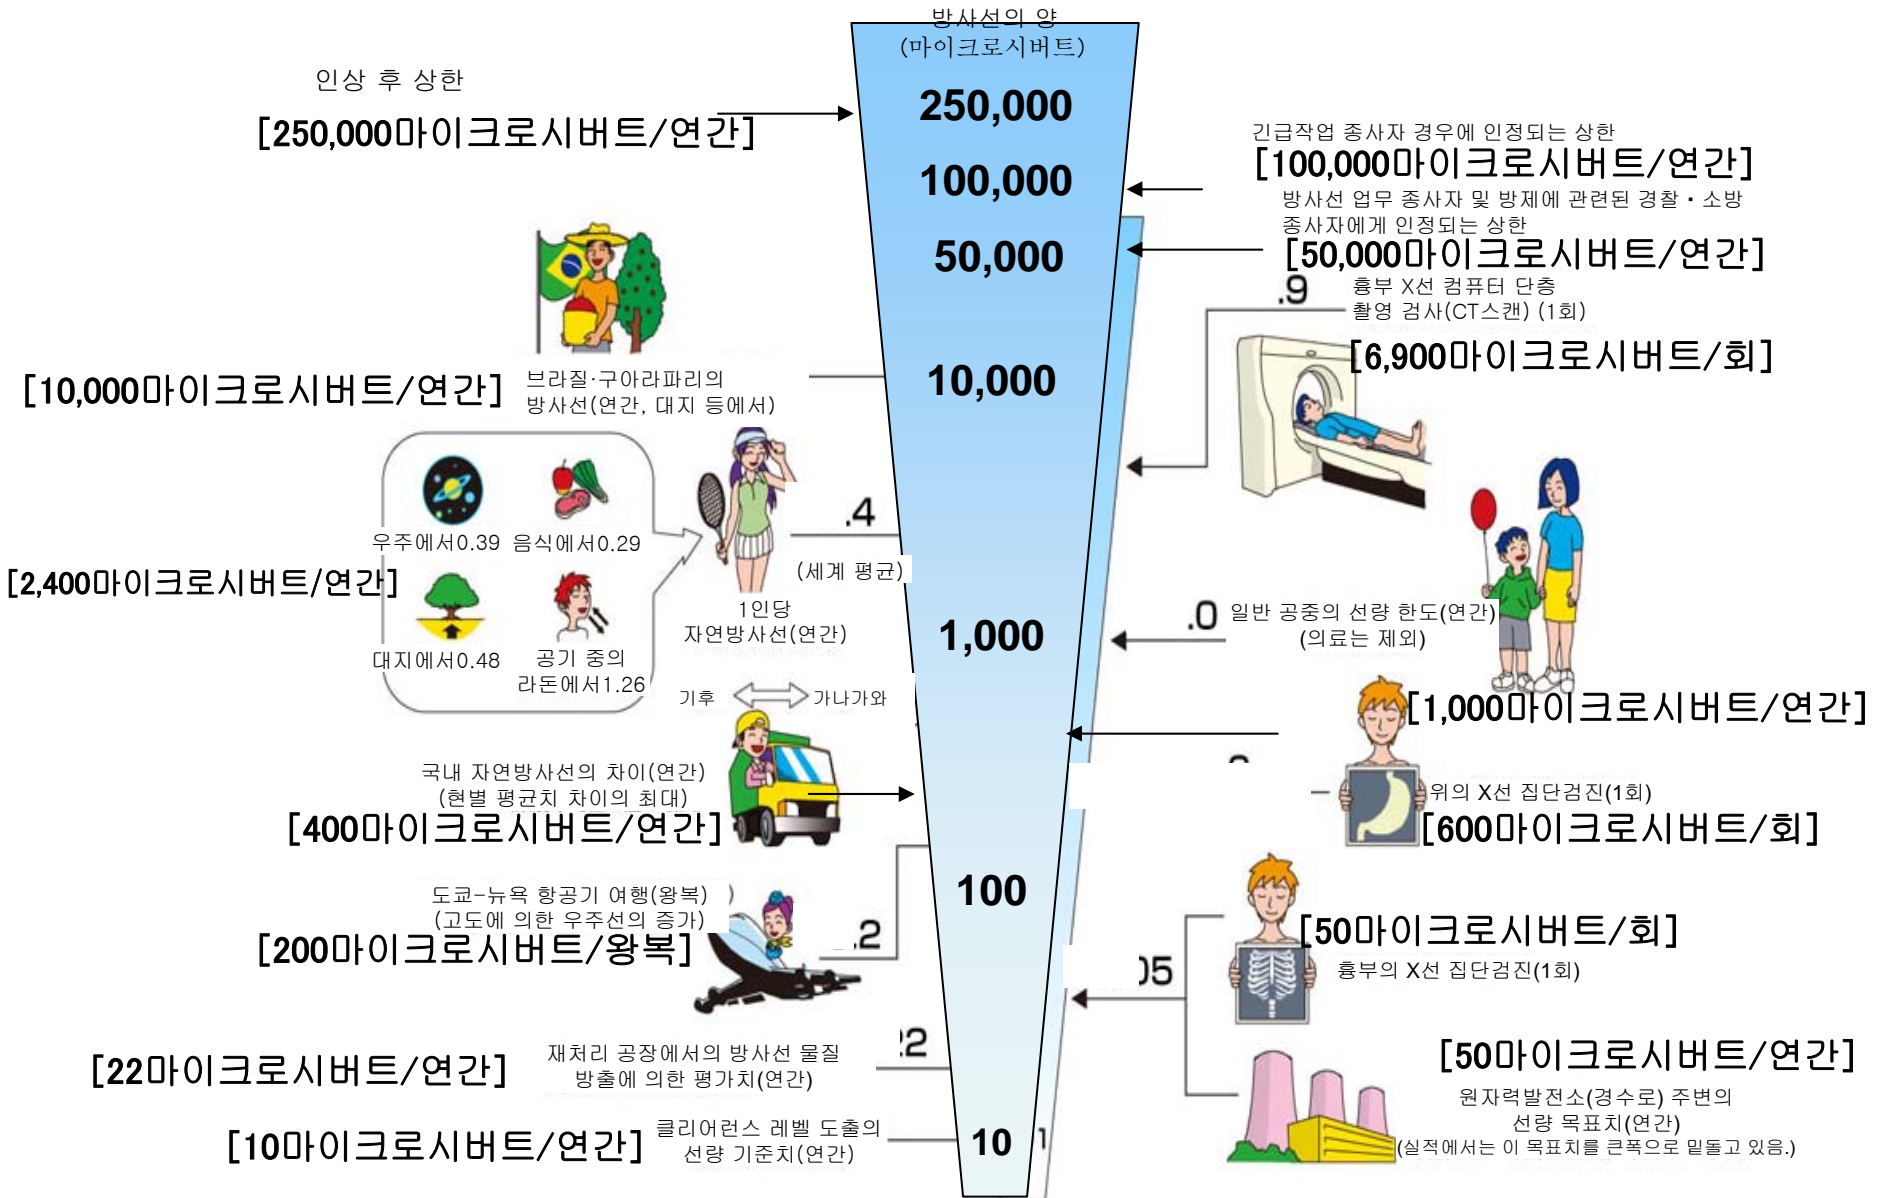 방사선의 양
(마이크로시버트)
250,000
100,000
50,000
10,000
1,000
100
10
인상 후 상한
[250,000마이크로시버트/연간]
[10,000마이크로시버트/연간]
브라질·구아라파리의
방사선(연간, 대지 등에서)
우주에서0.39 음식에서0.29
대지에서0.48
공기 중의
라돈에서1.26
[2,400마이크로시버트/연간]
.4
(세계 평균)
1인당
자연방사선(연간)
기후 가나가와
국내 자연방사선의 차이(연간)
(현별 평균치 차이의 최대)
[400마이크로시버트/연간]
도쿄-뉴욕 항공기 여행(왕복) )
(고도에 의한 우주선의 증가)
[200마이크로시버트/왕복]
.2
[22마이크로시버트/연간]
재처리 공장에서의 방사선 물질
방출에 의한 평가치(연간)
[10마이크로시버트/연간]
클리어런스 레벨 도출의
선량 기준치(연간)
긴급작업 종사자 경우에 인정되는 상한
[100,000마이크로시버트/연간]
방사선 업무 종사자 및 방제에 관련된 경찰・소방
종사자에게 인정되는 상한
[50,000마이크로시버트/연간]
.9
흉부 X선 컴퓨터 단층
촬영 검사(CT스캔) (1회)
[6,900마이크로시버트/회]
.0
일반 공중의 선량 한도(연간)
(의료는 제외)
[1,000마이크로시버트/연간]
위의 X선 집단검진(1회)
[600마이크로시버트/회]
[50마이크로시버트/회]
흉부의 X선 집단검진(1회)
05
[50마이크로시버트/연간]
원자력발전소(경수로) 주변의
선량 목표치(연간)
(실적에서는 이 목표치를 큰폭으로 밑돌고 있음.)
1